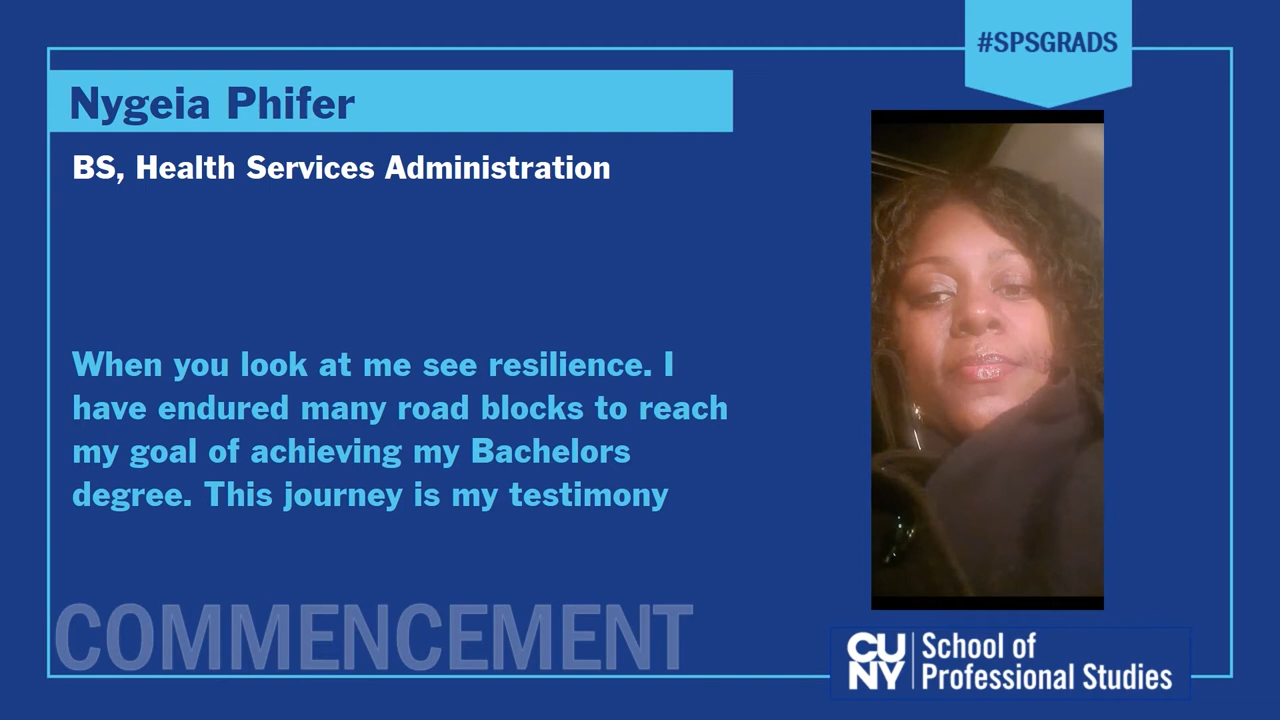 #SPSGRADS
Nygeia Phifer
BS, Health Services Administration
When you look at me see resilience. I
have endured many road blocks to reach
my goal of achieving my Bachelors
degree. This journey is my testimony
COMMENCEMENT
CU
NY
School of
Professional Studies